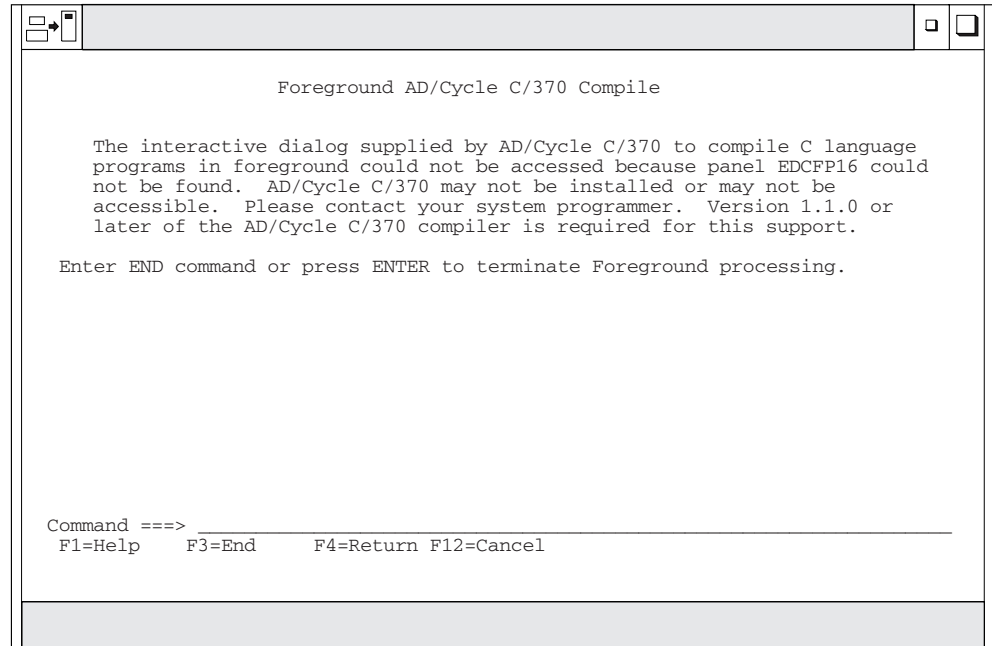 Foreground AD/Cycle C/370 Compile
The interactive dialog supplied by AD/Cycle C/370 to compile C language
programs in foreground could not be accessed because panel EDCFP16 could
not be found. AD/Cycle C/370 may not be installed or may not be
accessible. Please contact your system programmer. Version 1.1.0 or
later of the AD/Cycle C/370 compiler is required for this support.
Enter END command or press ENTER to terminate Foreground processing.
Command ===> ________________________________________________________________
F1=Help F3=End F4=Return F12=Cancel